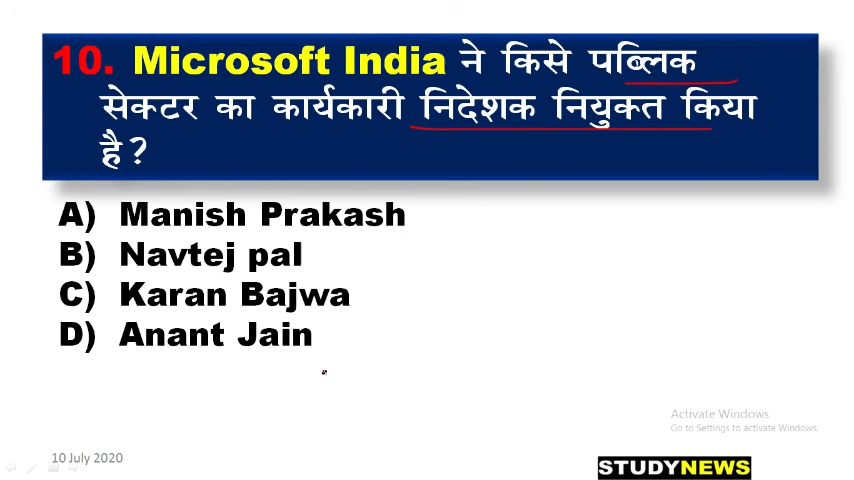 10. Microsoft India ने किसे पब्लिक
सेक्टर का कार्यकारी निदेशक नियुक्त किया
है?
A) Manish Prakash
B) Navtej pal
C) Karan Bajwa
D) Anant Jain
Activate Windows
Go to Settings to activate Windows.
10 July 2020
STUDYNEWS